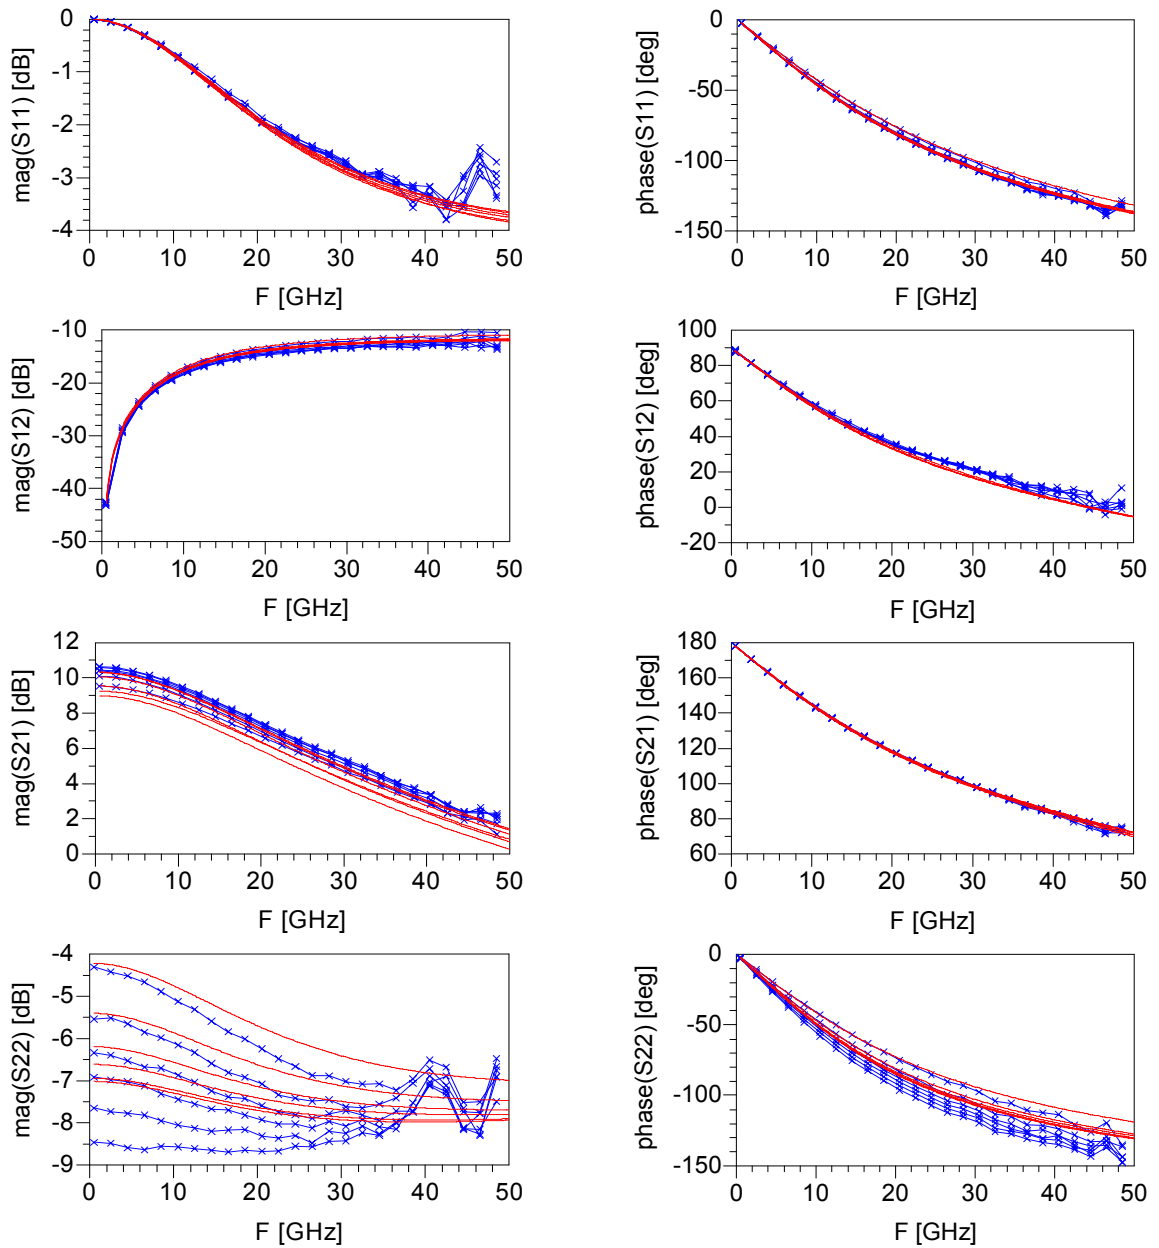 mag(S11) [dB]
0
-1
-2
-3
-4
0 10 20 30 40 50
F [GHz]
phase(S11) [deg]
0
-50
-100
-150
0 10 20 30 40 50
F [GHz]
mag(S12) [dB]
-10
-20
-30
-40
-50
0 10 20 30 40 50
F [GHz]
phase(S12) [deg]
100
80
60
40
20
0
-20
0 10 20 30 40 50
F [GHz]
mag(S21) [dB]
12
10
8
6
4
2
0
0 10 20 30 40 50
F [GHz]
phase(S21) [deg]
180
160
140
120
100
80
60
0 10 20 30 40 50
F [GHz]
mag(S22) [dB]
-4
-5
-6
-7
-8
-9
0 10 20 30 40 50
F [GHz]
phase(S22) [deg]
0
-50
-100
-150
0 10 20 30 40 50
F [GHz]